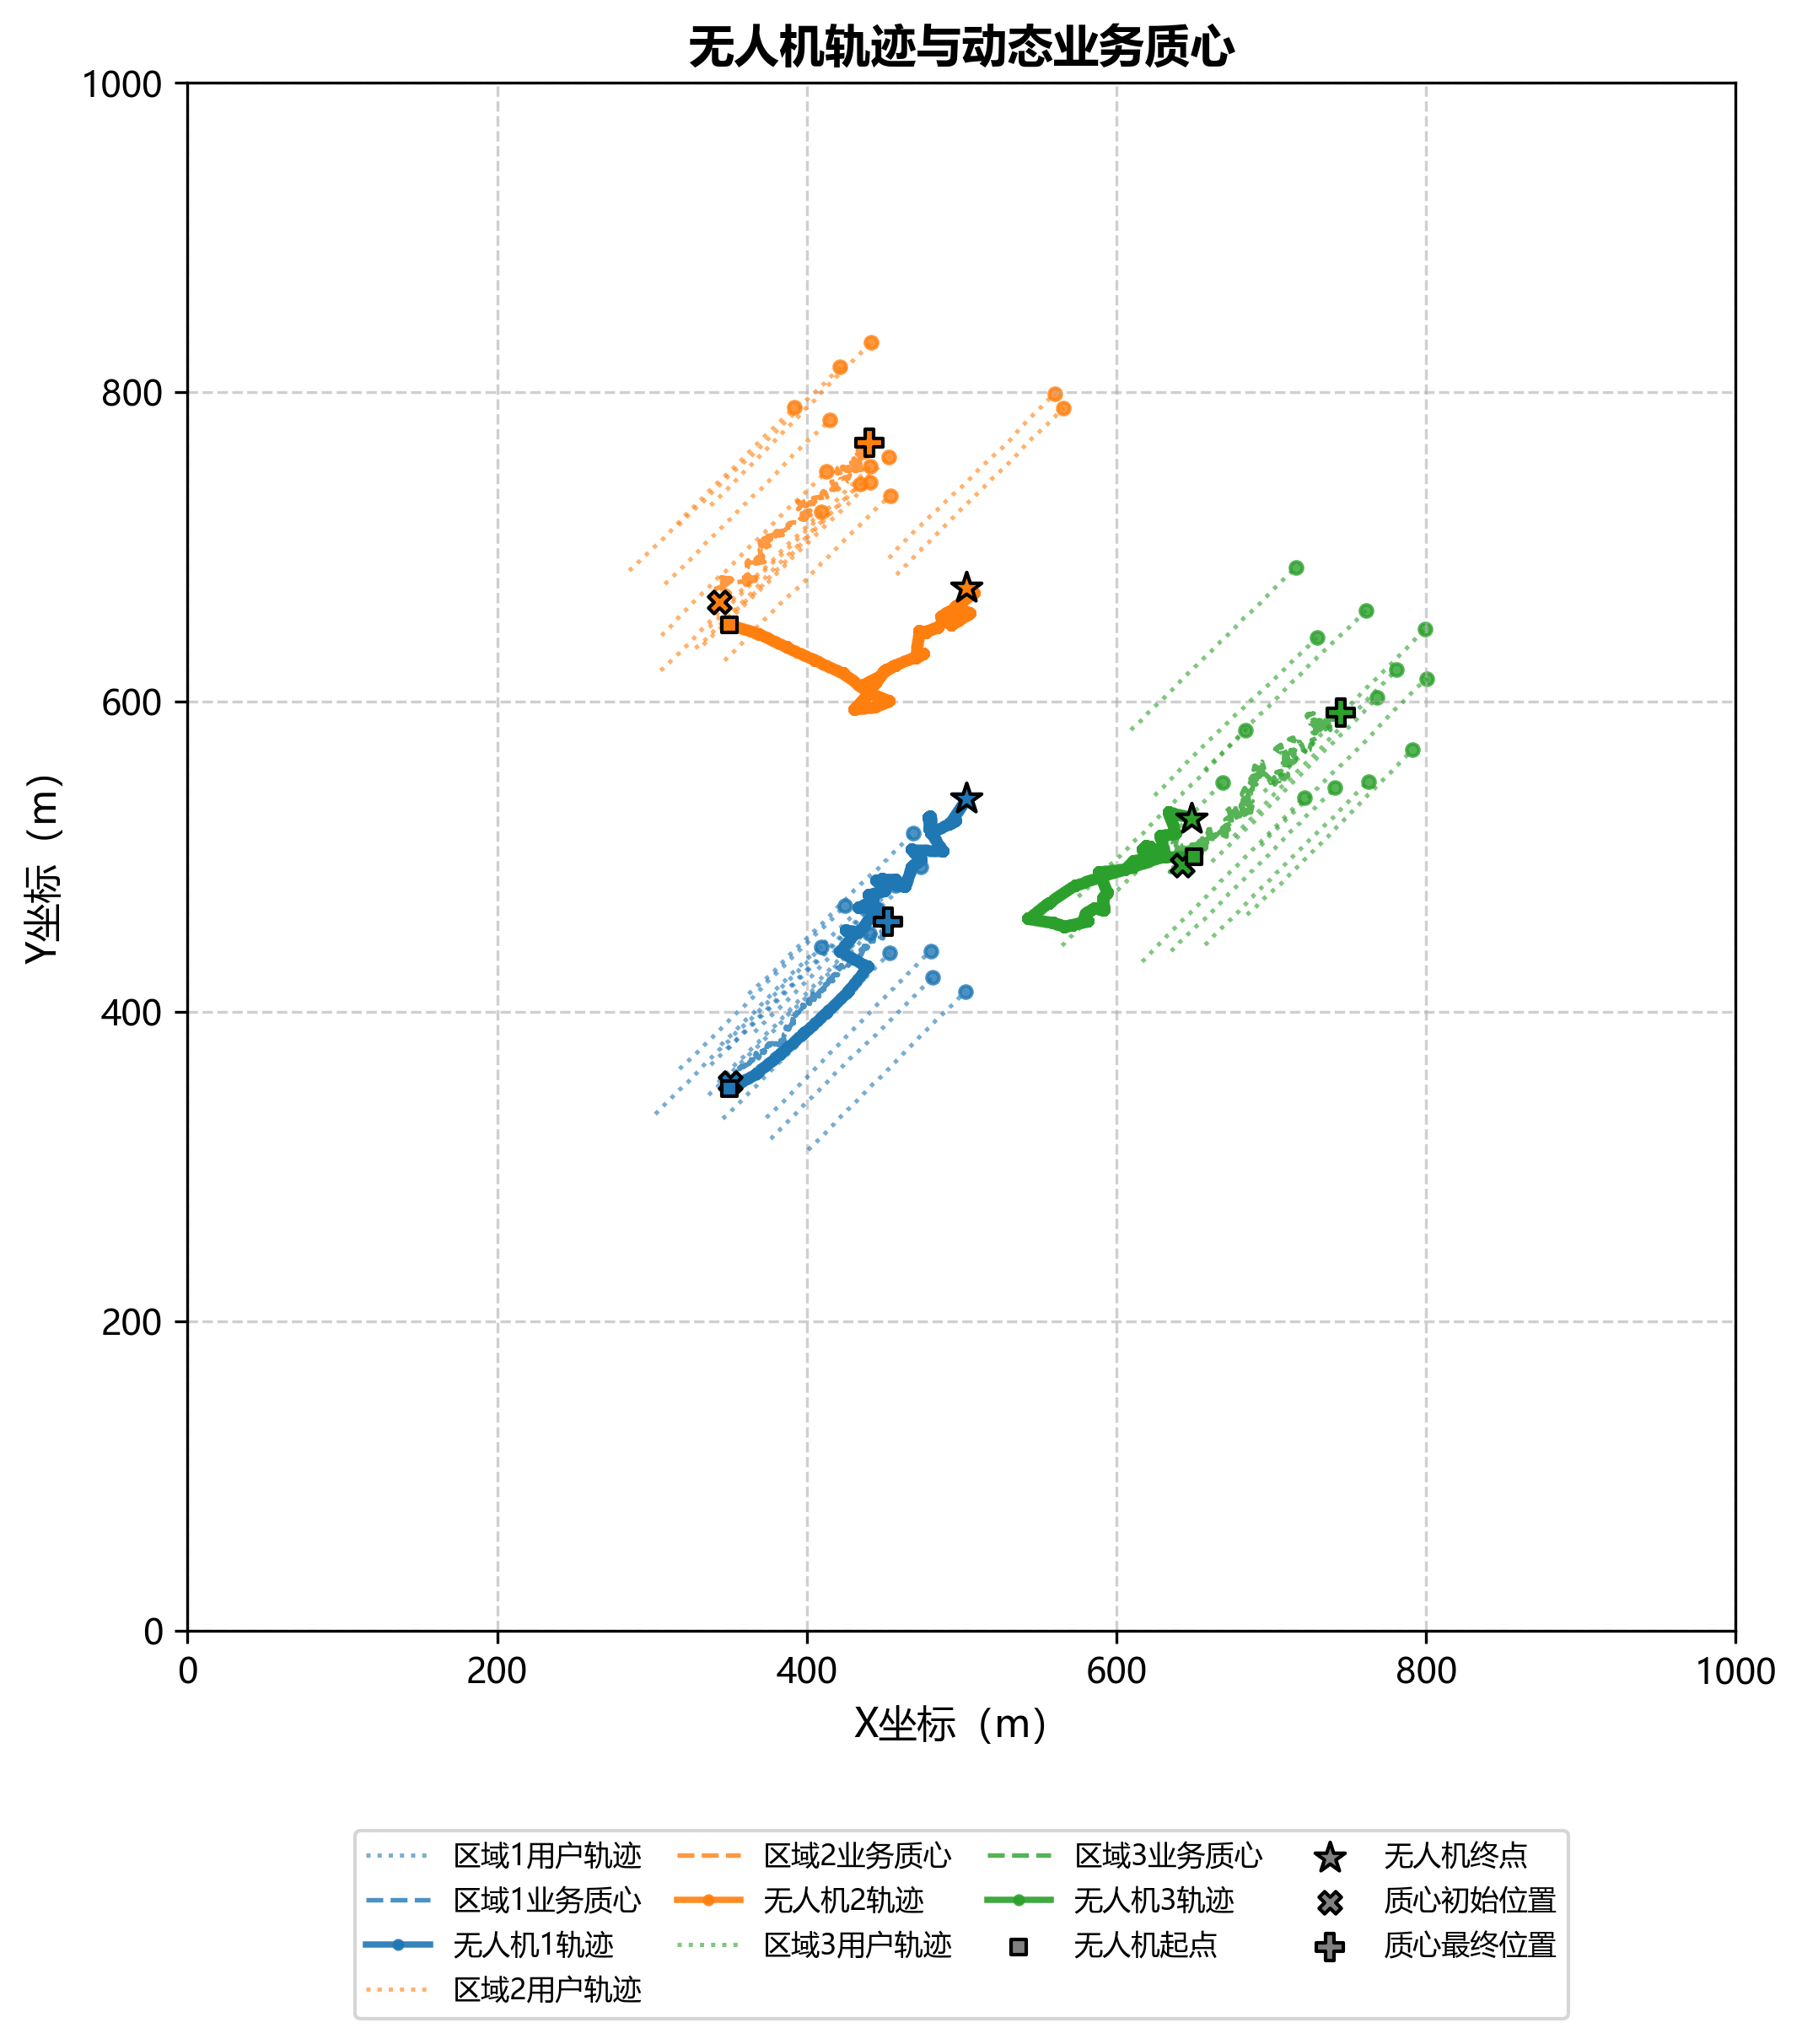 无人机轨迹与动态业务质心
1000
800
600
400
200
0
Y坐标（m）
0 200 400 600 800 1000
X坐标（m）
区域1用户轨迹 区域2业务质心 区域3业务质心 无人机终点
区域1业务质心 无人机2轨迹 无人机3轨迹 质心初始位置
无人机1轨迹 区域3用户轨迹 无人机起点 质心最终位置
区域2用户轨迹